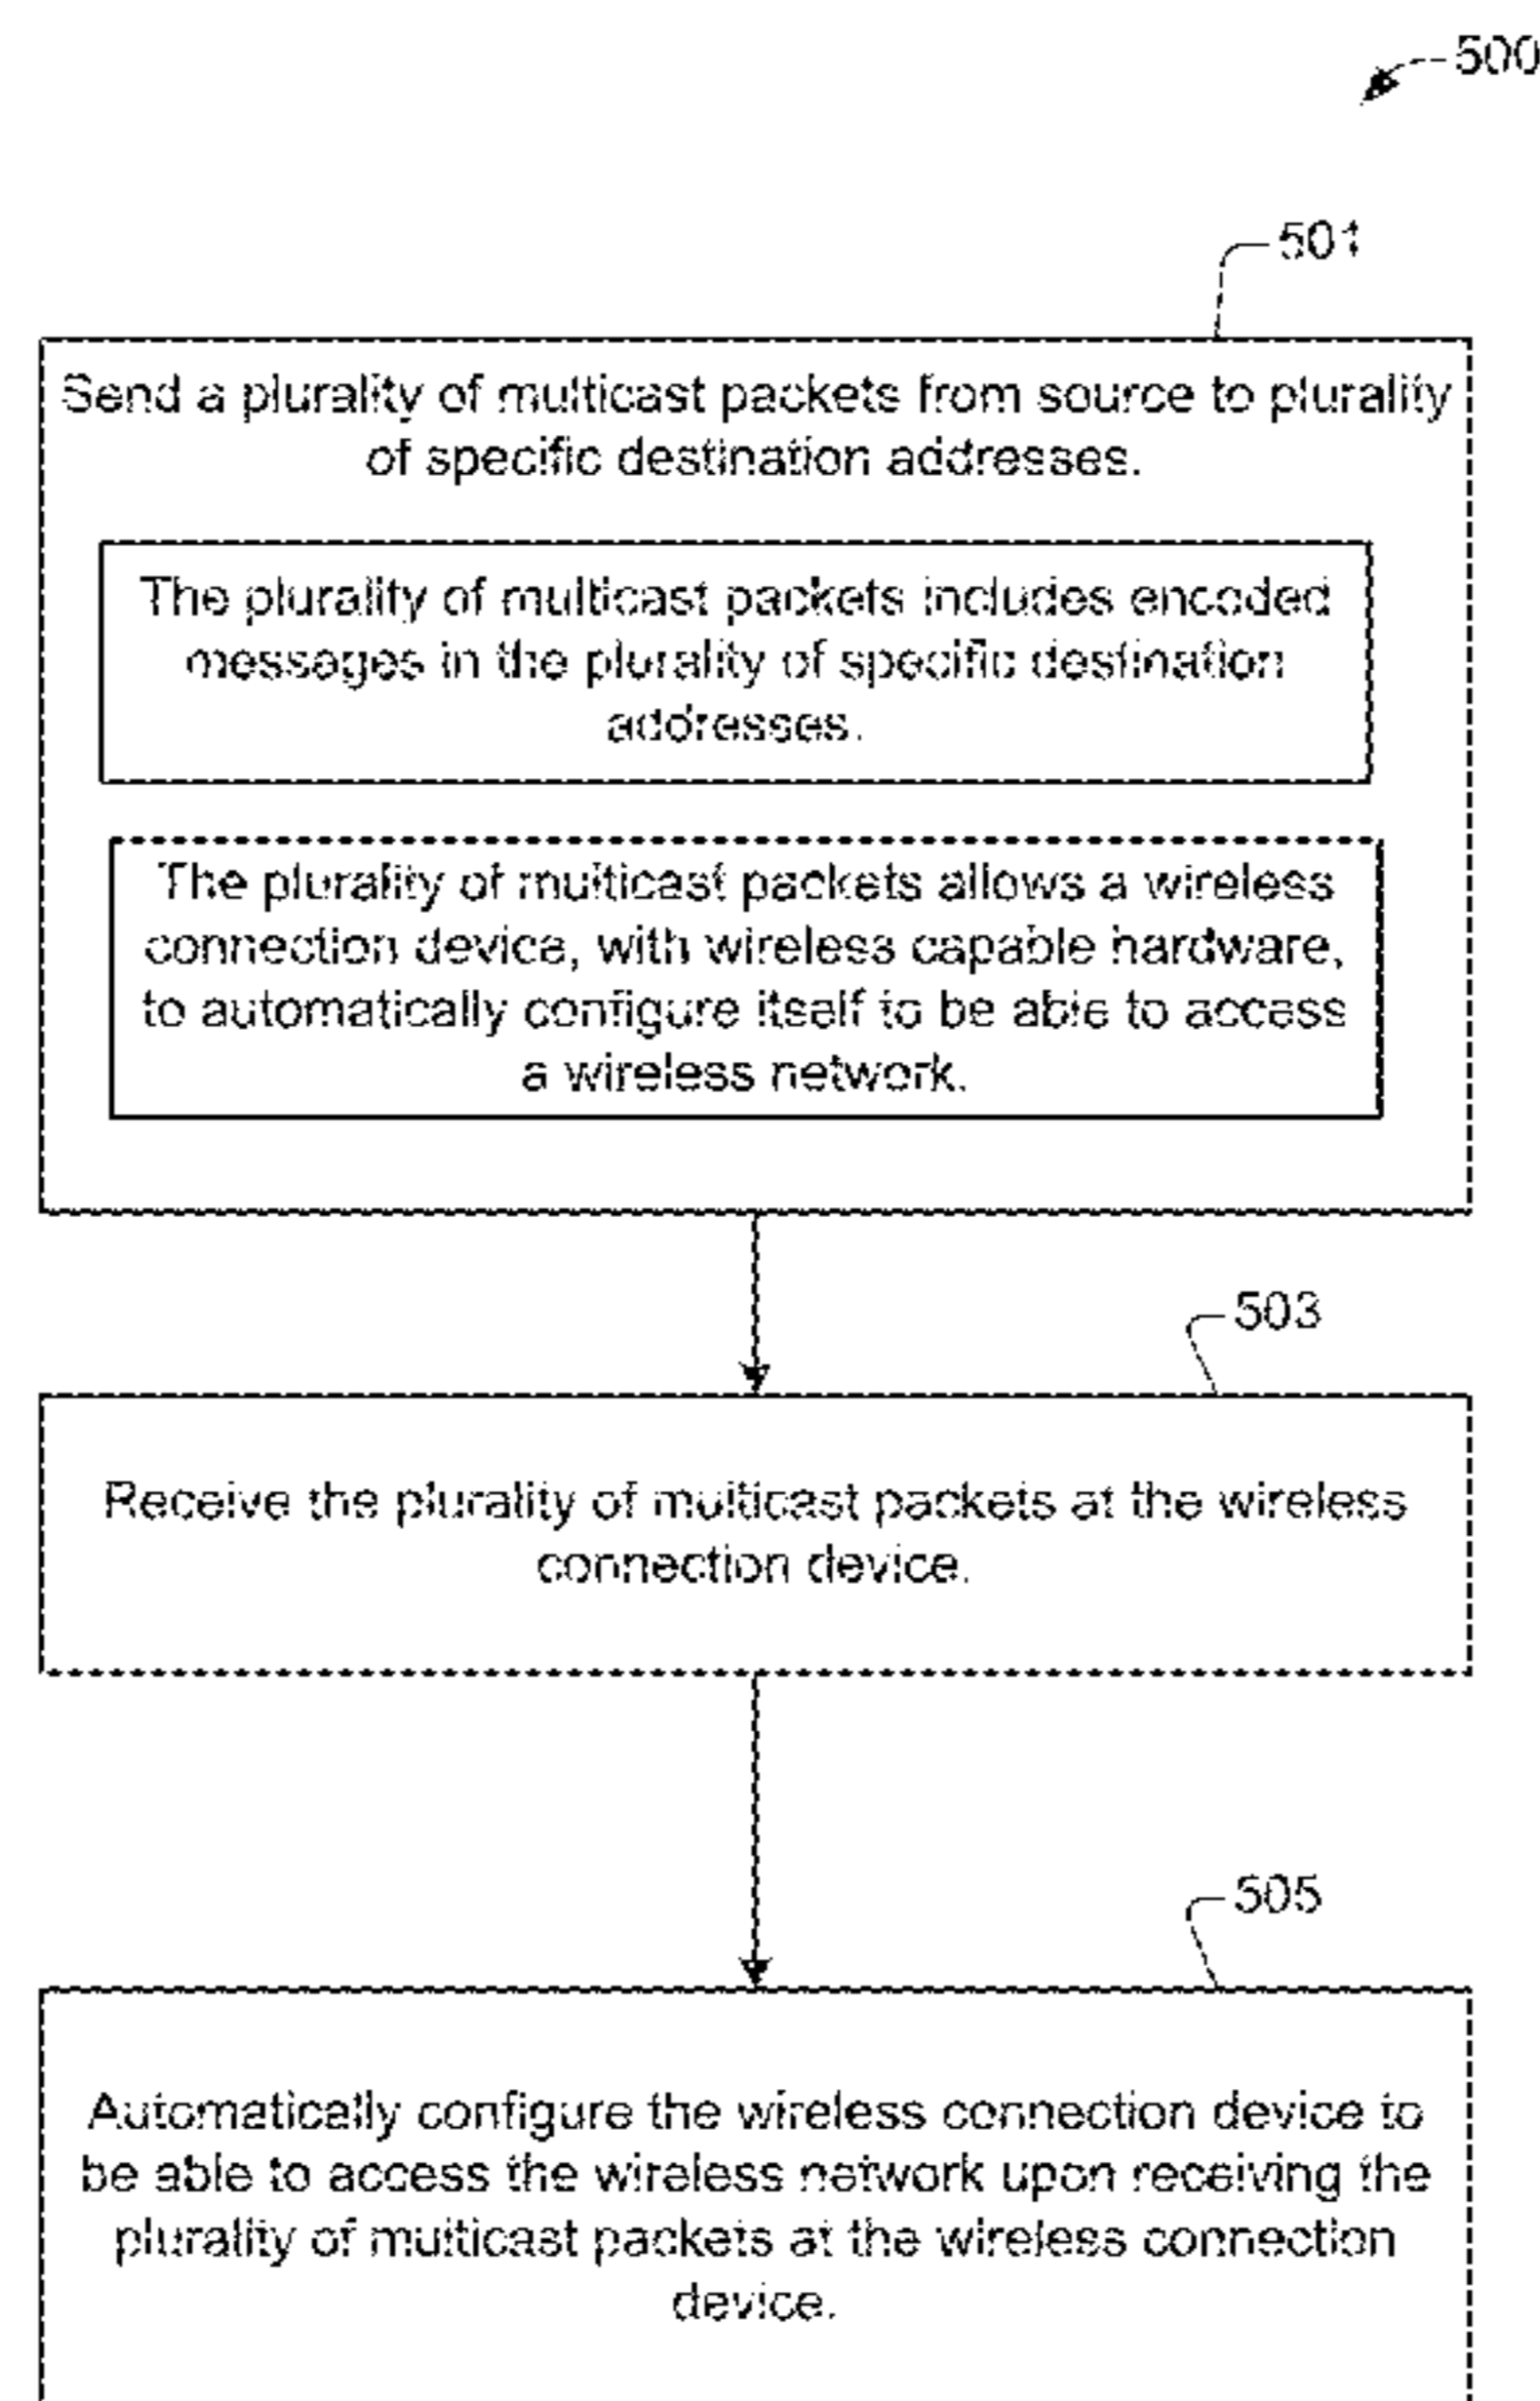 500
501
Send a plurality of multicast packets from source to plurality
of specific destination addresses.
The plurality of multicast packets includes encoded
messages in the plurality of specific destination
addresses.
The plurality of multicast packets allows a wireless
connection device, with wireless capable hardware,
to automatically configure itself to be able to access
a wireless network.
503
Receive the plurality of multicast packets at the wireless
connection device.
505
Automatically configure the wireless connection device to
be able to access the wireless network upon receiving the
plurality of multicast packets at the wireless connection
device.